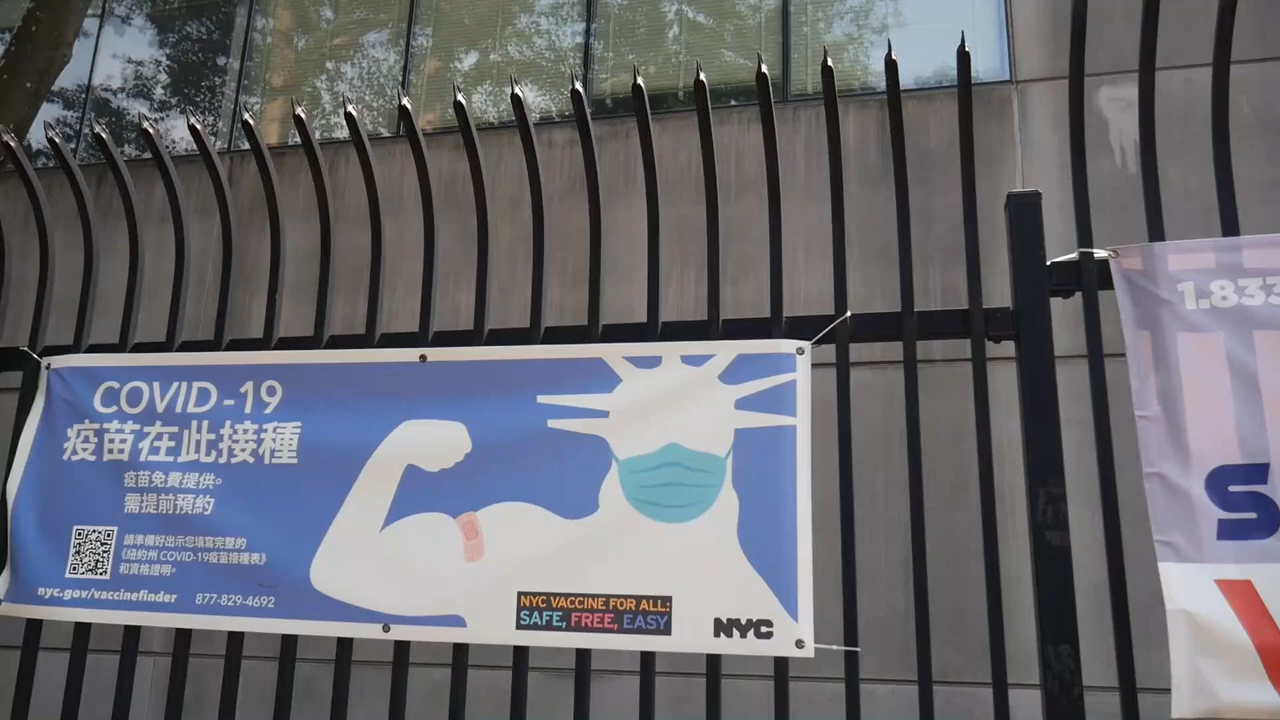 COVID-19
疫苗在此接種
疫苗免費提供。
需提前預約
請準備好出示您填寫完整的
《紐約州 COVID-19疫苗接種表》
和資格證明。
nyc.gov/vaccinefinder 877-829-4692
NYC VACCINE FOR ALL:
SAFE, FREE, EASY
NYC
1.833
S